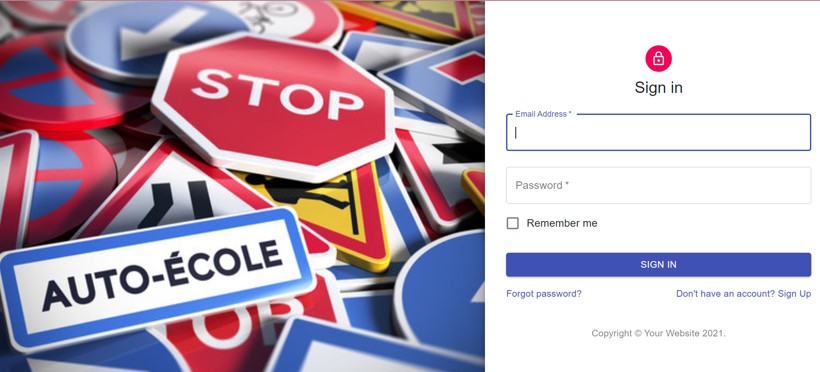 STOP
AUTO-ÉCOLE
Sign in
Email Address *
Password *
Remember me
SIGN IN
Forgot password?
Don't have an account? Sign Up
Copyright © Your Website 2021.